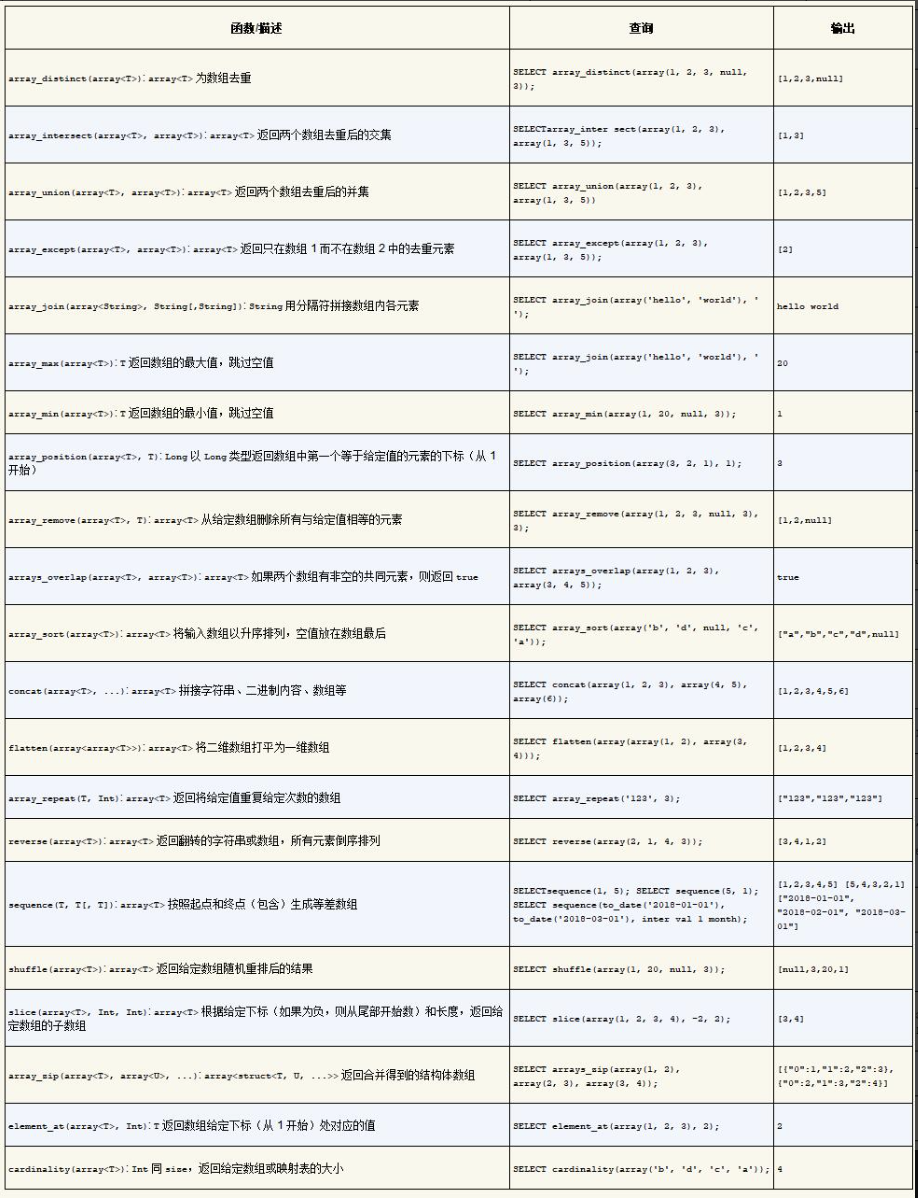 函数/描述 查询 输出
array_distinct(array<T>): array<T> 为数组去重
SELECT array_distinct(array(1, 2, 3, null,
3));
[1,2,3,null]
array_intersect(array<T>, array<T>): array<T> 返回两个数组去重后的交集
SELECTarray_inter sect(array(1, 2, 3),
array(1, 3, 5));
[1,3]
array_union(array<T>, array<T>): array<T> 返回两个数组去重后的并集
SELECT array_union(array(1, 2, 3),
array(1, 3, 5))
[1,2,3,5]
array_except(array<T>, array<T>): array<T> 返回只在数组 1 而不在数组 2 中的去重元素
SELECT array_except(array(1, 2, 3),
array(1, 3, 5));
[2]
array_join(array<String>, String[,String]): String 用分隔符拼接数组内各元素
SELECT array_join(array('hello', 'world'), '
');
hello world
array_max(array<T>): T 返回数组的最大值，跳过空值
SELECT array_join(array('hello', 'world'), '
');
20
array_min(array<T>): T 返回数组的最小值，跳过空值
SELECT array_min(array(1, 20, null, 3));
1
array_position(array<T>, T): Long 以 Long 类型返回数组中第一个等于给定值的元素的下标（从 1
开始）
SELECT array_position(array(3, 2, 1), 1);
3
array_remove(array<T>, T): array<T> 从给定数组删除所有与给定值相等的元素
SELECT array_remove(array(1, 2, 3, null, 3),
3);
[1,2,null]
arrays_overlap(array<T>, array<T>): array<T> 如果两个数组有非空的共同元素，则返回 true
SELECT arrays_overlap(array(1, 2, 3),
array(3, 4, 5));
true
array_sort(array<T>): array<T> 将输入数组以升序排列，空值放在数组最后
SELECT array_sort(array('b', 'd', null, 'c',
'a'));
["a","b","c","d",null]
concat(array<T>, ...): array<T> 拼接字符串、二进制内容、数组等
SELECT concat(array(1, 2, 3), array(4, 5),
array(6));
[1,2,3,4,5,6]
flatten(array<array<T>>): array<T> 将二维数组打平为一维数组
SELECT flatten(array(array(1, 2), array(3,
4)));
[1,2,3,4]
array_repeat(T, Int): array<T> 返回将给定值重复给定次数的数组
SELECT array_repeat('123', 3);
["123","123","123"]
reverse(array<T>): array<T> 返回翻转的字符串或数组，所有元素倒序排列
SELECT reverse(array(2, 1, 4, 3));
[3,4,1,2]
sequence(T, T[, T]): array<T> 按照起点和终点（包含）生成等差数组
SELECTsequence(1, 5); SELECT sequence(5, 1);
SELECT sequence(to_date('2018-01-01'),
to_date('2018-03-01'), inter val 1 month);
[1,2,3,4,5] [5,4,3,2,1]
["2018-01-01",
"2018-02-01", "2018-03-
01"]
shuffle(array<T>): array<T> 返回给定数组随机重排后的结果
SELECT shuffle(array(1, 20, null, 3));
[null,3,20,1]
slice(array<T>, Int, Int): array<T> 根据给定下标（如果为负，则从尾部开始数）和长度，返回给
定数组的子数组
SELECT slice(array(1, 2, 3, 4), -2, 2);
[3,4]
array_zip(array<T>, array<U>, ...): array<struct<T, U, ...>> 返回合并得到的结构体数组
SELECT arrays_zip(array(1, 2),
array(2, 3), array(3, 4));
[{"0":1,"1":2,"2":3},
{"0":2,"1":3,"2":4}]
element_at(array<T>, Int): T 返回数组给定下标（从 1 开始）处对应的值
SELECT element_at(array(1, 2, 3), 2);
2
cardinality(array<T>): Int 同 size，返回给定数组或映射表的大小
SELECT cardinality(array('b', 'd', 'c', 'a'));
4